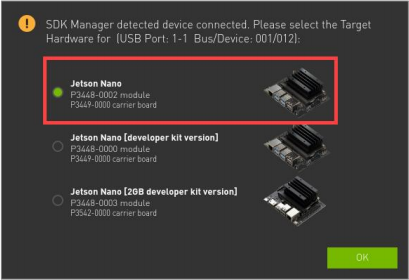 SDK Manager detected device connected. Please select the Target
Hardware for (USB Port: 1-1 Bus/Device: 001/012):
Jetson Nano
P3448-0002 module
P3449-0000 carrier board
Jetson Nano [developer kit version]
P3448-0000 module
P3449-0000 carrier board
Jetson Nano [2GB developer kit version]
P3448-0003 module
P3542-0000 carrier board
OK